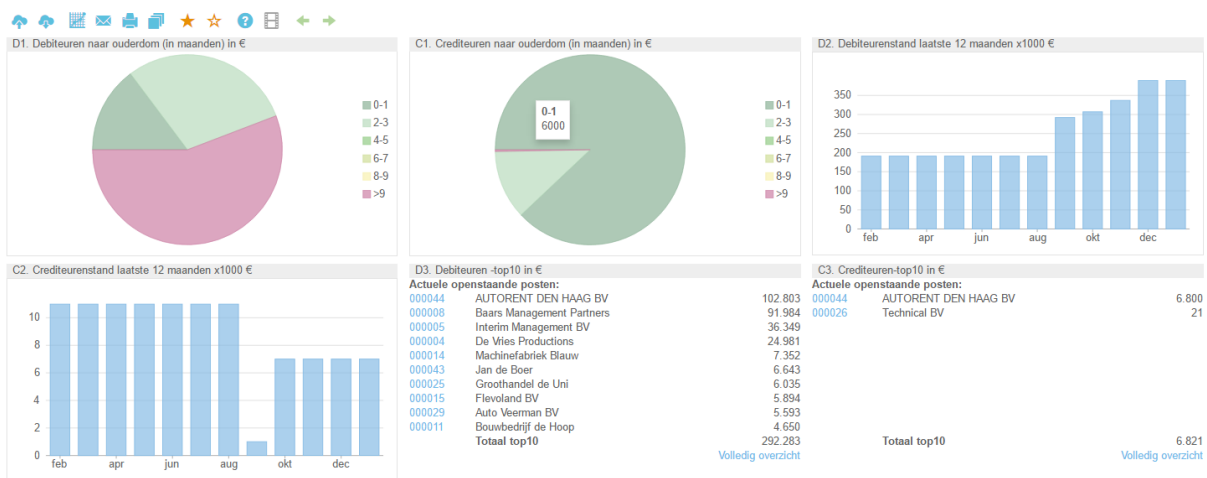 D1. Debiteuren naar ouderdom (in maanden) in €
0-1
2-3
4-5
6-7
8-9
>9
C1. Crediteuren naar ouderdom (in maanden) in €
0-1
6000
0-1
2-3
4-5
6-7
8-9
>9
D2. Debiteurenstand laatste 12 maanden x1000 €
350
300
250
200
150
100
50
0
feb apr jun aug okt dec
C2. Crediteurenstand laatste 12 maanden x1000 €
10
8
6
4
2
0
feb apr jun aug okt dec
D3. Debiteuren -top10 in €
Actuele openstaande posten:
000044 AUTORENT DEN HAAG BV 102.803
000008 Baars Management Partners 91.984
000005 Interim Management BV 36.349
000004 De Vries Productions 24.981
000014 Machinefabriek Blauw 7.352
000043 Jan de Boer 6.643
000025 Groothandel de Uni 6.035
000015 Flevoland BV 5.894
000029 Auto Veerman BV 5.593
000011 Bouwbedrijf de Hoop 4.650
Totaal top10 292.283
Volledig overzicht
C3. Crediteuren-top10 in €
Actuele openstaande posten:
000044 AUTORENT DEN HAAG BV 6.800
000026 Technical BV 21
Totaal top10 6.821
Volledig overzicht